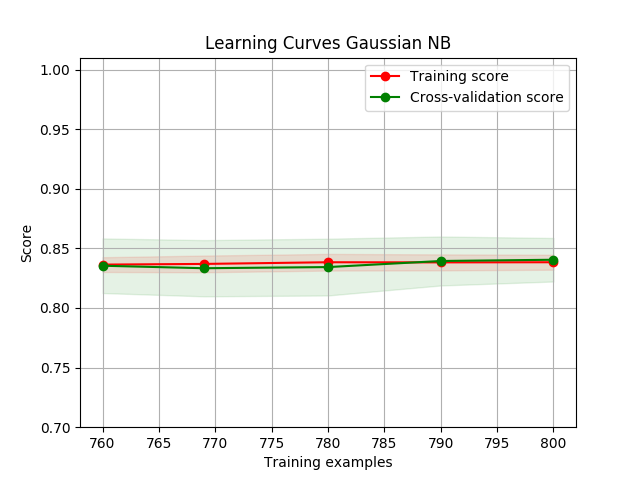 Learning Curves Gaussian NB
Training score
Cross-validation score
1.00
0.95
0.90
0.85
0.80
0.75
0.70
Score
760 765 770 775 780 785 790 795 800
Training examples